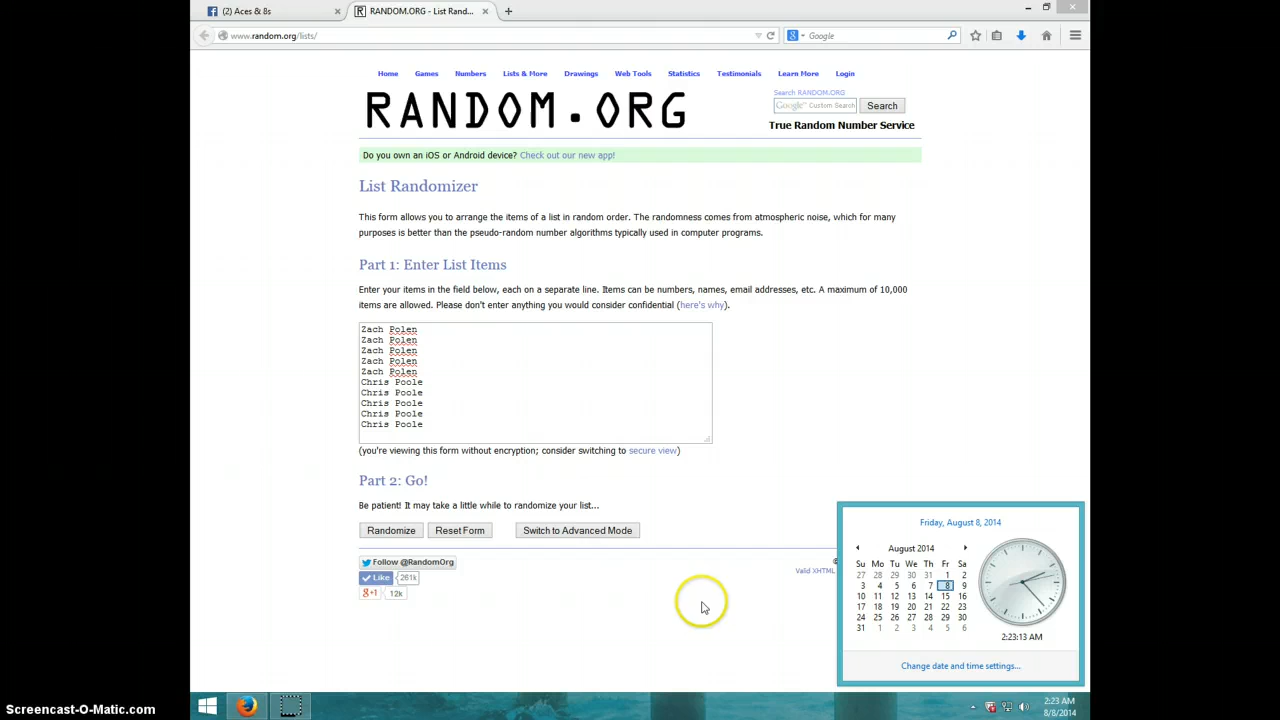 (2) Aces & 8s
RANDOM.ORG - List Rand...
www.random.org/lists/
Google
Home Games Numbers Lists & More Drawings Web Tools Statistics Testimonials Learn More Login
RANDOM.ORG
Search RANDOM.ORG
Google™ Custom Search Search
True Random Number Service
Do you own an iOS or Android device? Check out our new app!
List Randomizer
This form allows you to arrange the items of a list in random order. The randomness comes from atmospheric noise, which for many
purposes is better than the pseudo-random number algorithms typically used in computer programs.
Part 1: Enter List Items
Enter your items in the field below, each on a separate line. Items can be numbers, names, email addresses, etc. A maximum of 10,000
items are allowed. Please don't enter anything you would consider confidential (here's why).
Zach Polen
Zach Polen
Zach Polen
Zach Polen
Zach Polen
Chris Poole
Chris Poole
Chris Poole
Chris Poole
Chris Poole
(you're viewing this form without encryption; consider switching to secure view)
Part 2: Go!
Be patient! It may take a little while to randomize your list...
Randomize Reset Form Switch to Advanced Mode
Follow @RandomOrg
Like 261k
g+1 12k
Valid XHTML
Friday, August 8, 2014
August 2014
Su Mo Tu We Th Fr Sa
27 28 29 30 31 1 2
3 4 5 6 7 8 9
10 11 12 13 14 15 16
17 18 19 20 21 22 23
24 25 26 27 28 29 30
31 1 2 3 4 5 6
2:23:13 AM
Change date and time settings...
2:23 AM
8/8/2014
Screencast-O-Matic.com